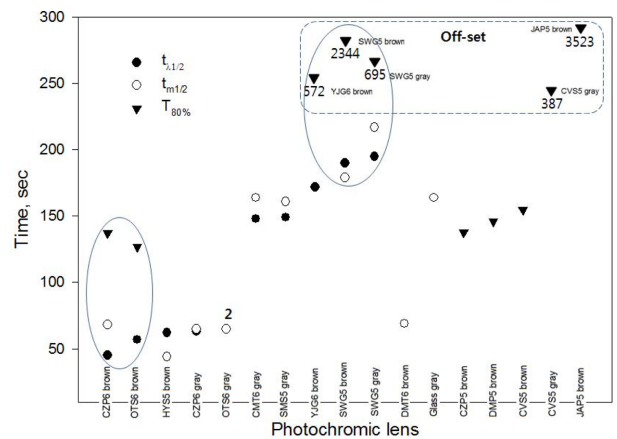 300
250
200
150
100
50
Time, sec
tλ1/2
tm1/2
T80%
Off-set
SWG5 brown
2344
695
SWG5 gray
572
YJG6 brown
JAP5 brown
3523
CVS5 gray
387
2
CZP6 brown
OTS6 brown
HYS5 brown
CZP6 gray
OTS6 gray
CMT6 gray
SMS5 gray
YJG6 brown
SWG5 brown
SWG5 gray
DMT6 brown
Glass gray
CZP5 brown
DMP5 brown
CVS5 brown
CVS5 gray
JAP5 brown
Photochromic lens